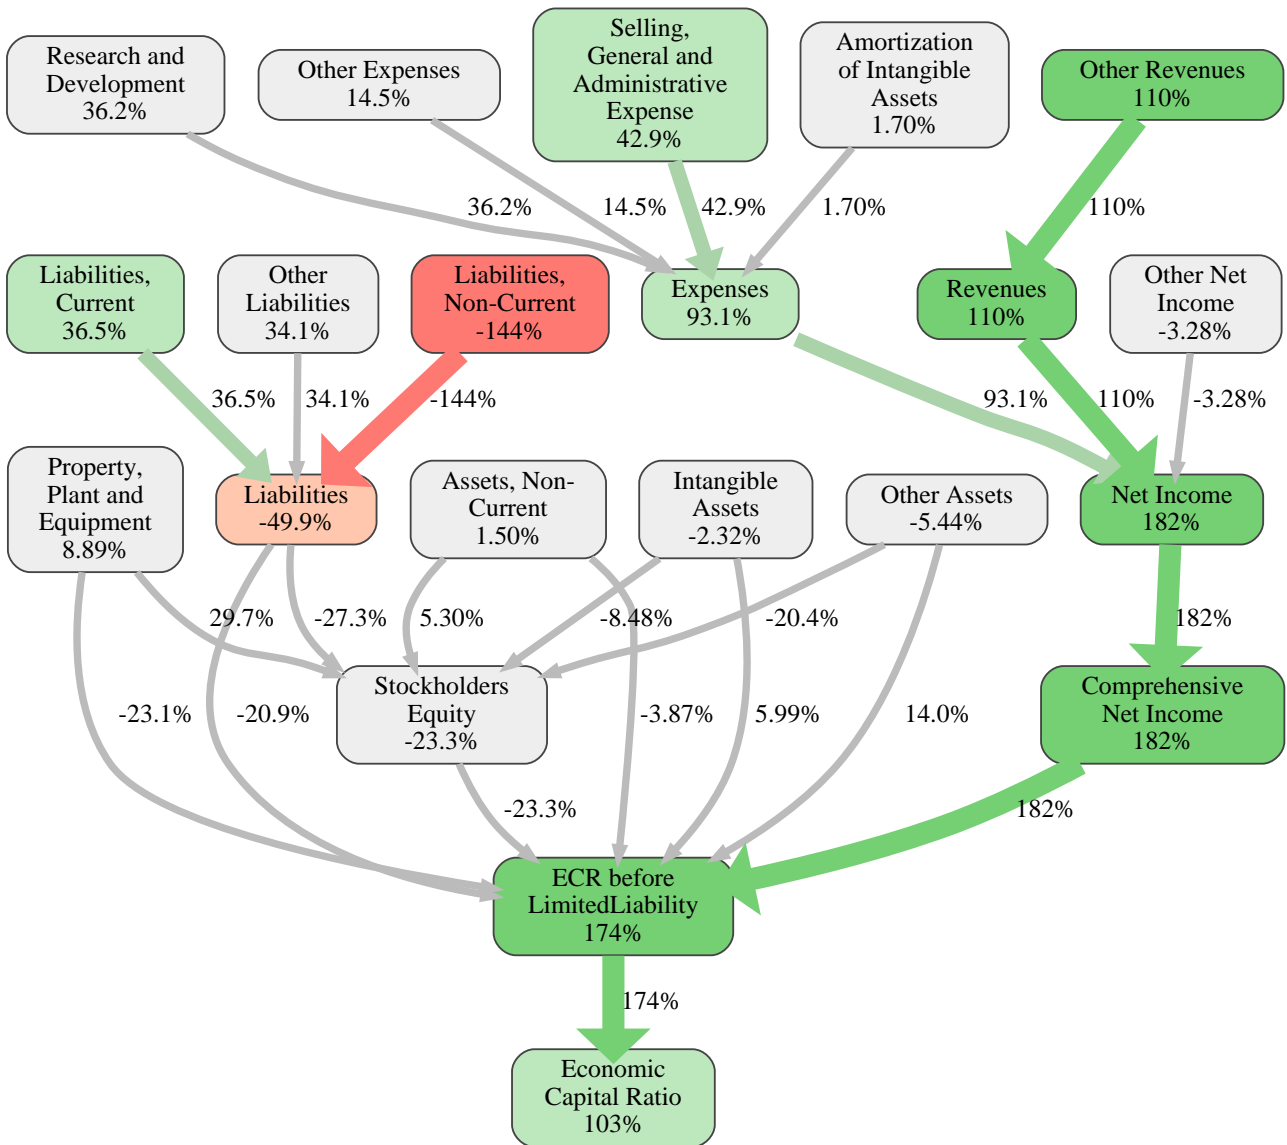 Research and
Development
36.2%
Other Expenses
14.5%
Selling,
General and
Administrative
Expense
42.9%
Amortization
of Intangible
Assets
1.70%
Other Revenues
110%
36.2%
14.5%
42.9%
1.70%
110%
Liabilities,
Current
36.5%
Other
Liabilities
34.1%
Liabilities,
Non-Current
-144%
Expenses
93.1%
Revenues
110%
Other Net
Income
-3.28%
36.5%
34.1%
-144%
93.1%
110%
-3.28%
Property,
Plant and
Equipment
8.89%
Liabilities
-49.9%
Assets, Non-
Current
1.50%
Intangible
Assets
-2.32%
Other Assets
-5.44%
Net Income
182%
29.7%
-27.3%
5.30%
-8.48%
-20.4%
182%
Stockholders
Equity
-23.3%
Comprehensive
Net Income
182%
-23.1%
-20.9%
-3.87%
5.99%
14.0%
-23.3%
182%
ECR before
LimitedLiability
174%
174%
Economic
Capital Ratio
103%